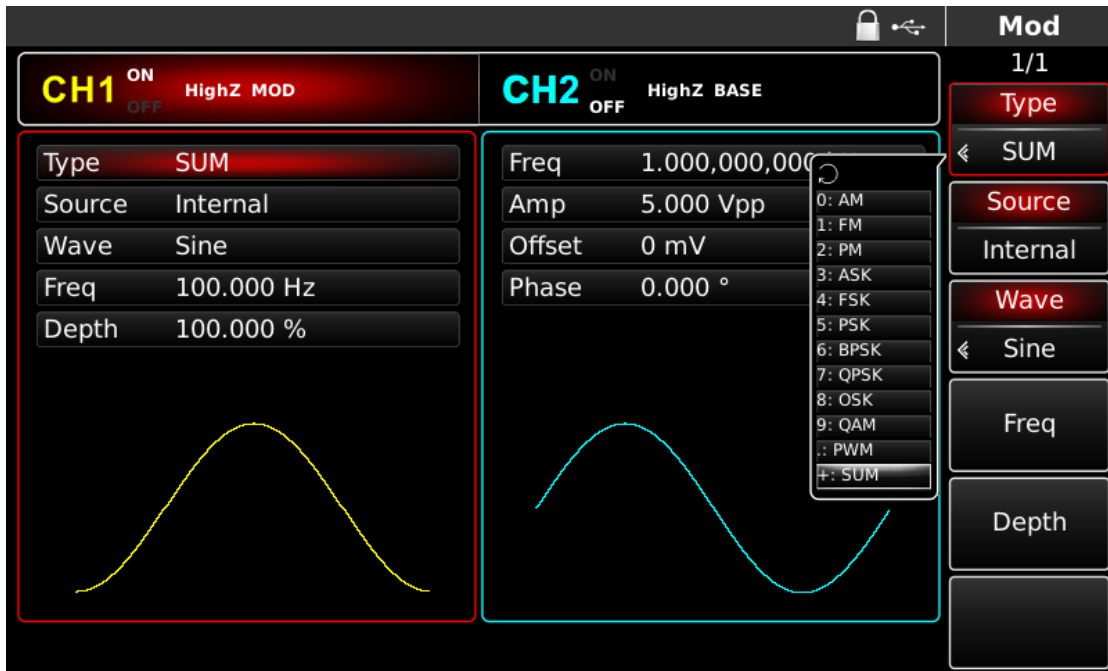 Mod
1/1
CH1 ON OFF HighZ MOD
CH2 ON OFF HighZ BASE
Type SUM
Source Internal
Wave Sine
Freq 100.000 Hz
Depth 100.000 %
Freq 1.000,000,000
Amp 5.000 Vpp
Offset 0 mV
Phase 0.000 °
0: AM
1: FM
2: PM
3: ASK
4: FSK
5: PSK
6: BPSK
7: QPSK
8: OSK
9: QAM
.: PWM
+: SUM
Type
SUM
Source
Internal
Wave
Sine
Freq
Depth